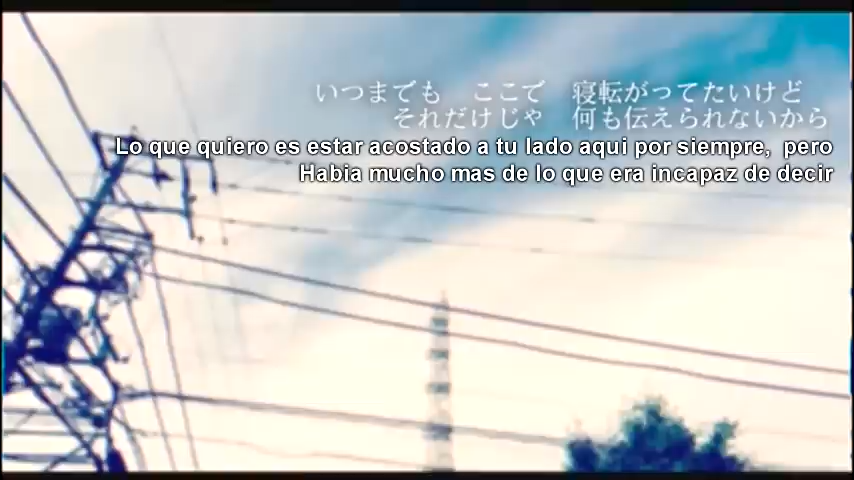 いつまでも　ここで　寝転がってたいけど
それだけじゃ　何も伝えられないから
Lo que quiero es estar acostado a tu lado aqui por siempre,  pero
Habia mucho mas de lo que era incapaz de decir